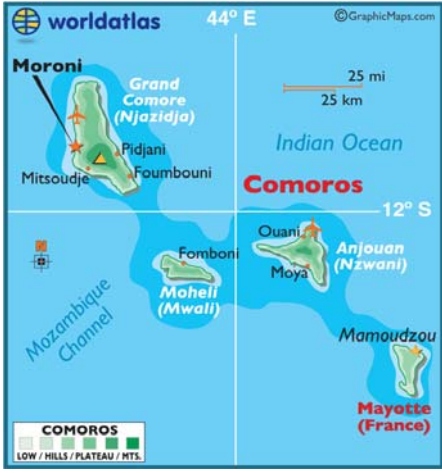 worldatlas
44° E
©GraphicMaps.com
Moroni
Grand
Comore
(Njazidja)
25 mi
25 km
Indian Ocean
Pidjani
Mitsoudje
Foumbouni
Comoros
12° S
Ouani
Anjouan
(Nzwani)
Moya
N
Fomboni
Moheli
(Mwali)
Mozambique
Channel
Mamoudzou
Mayotte
(France)
COMOROS
LOW / HILLS / PLATEAU / MTS.